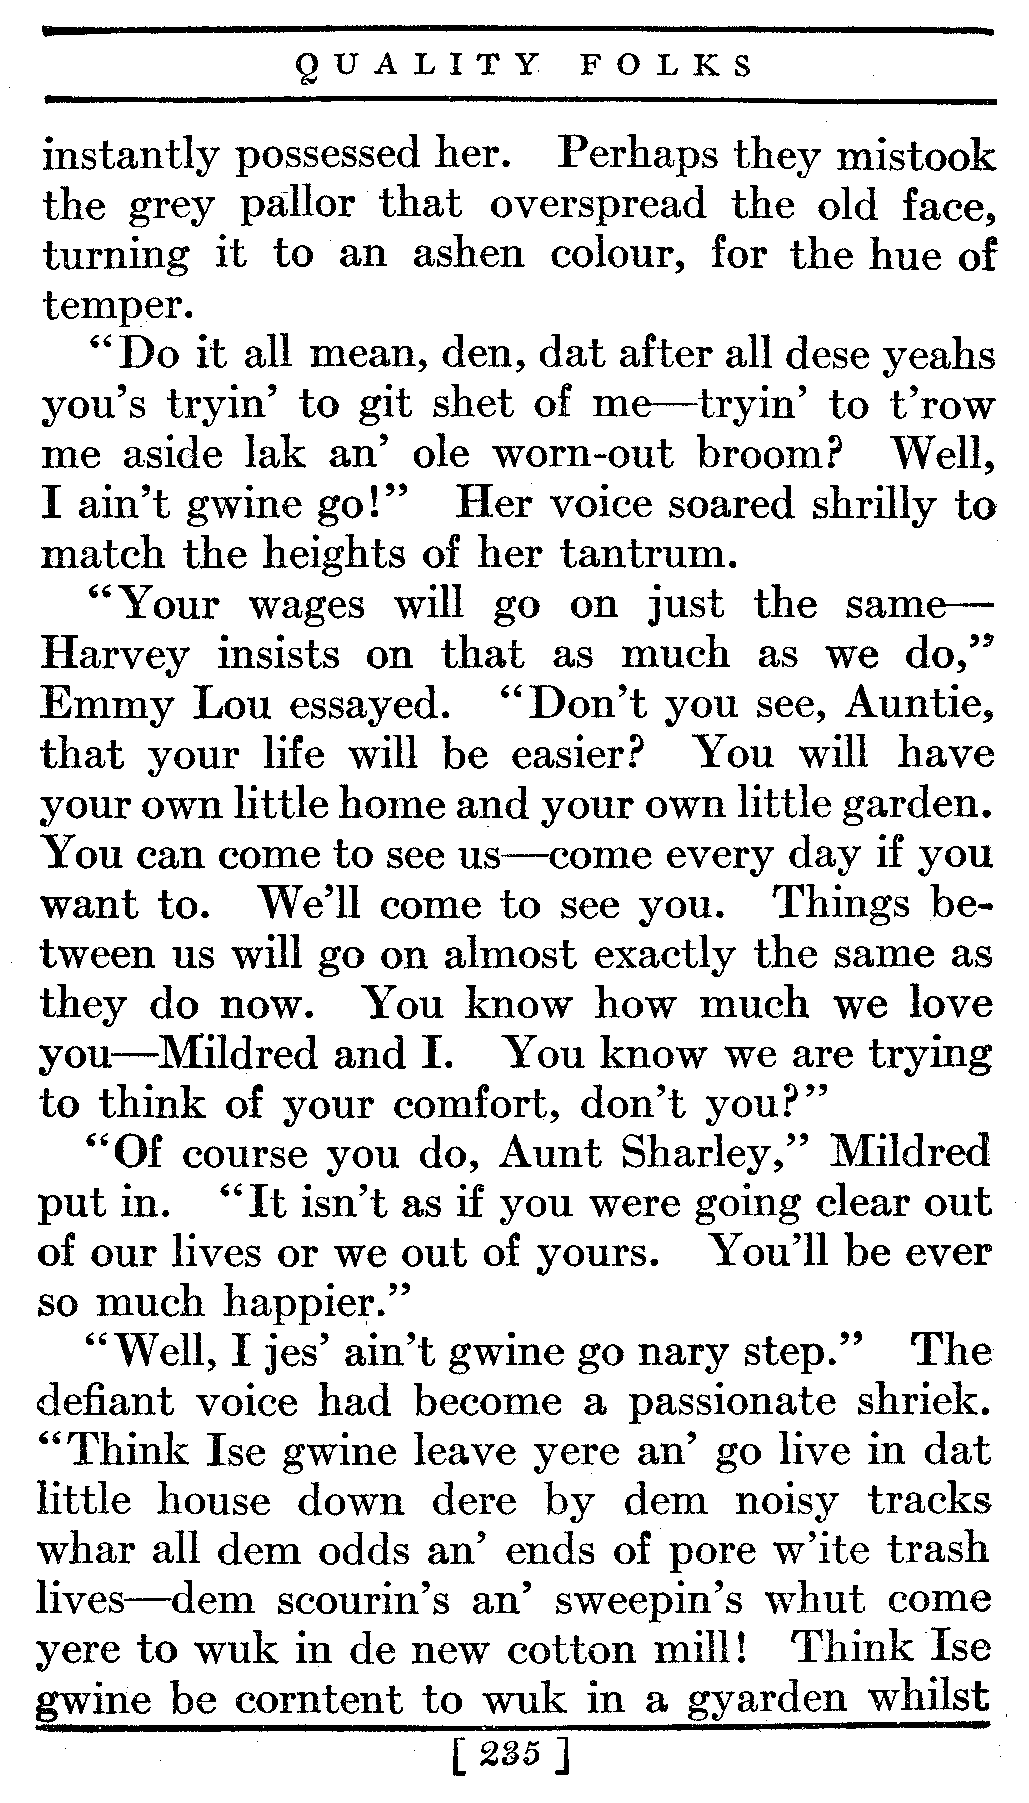 QUALITY FOLKS
instantly possessed her. Perhaps they mistook
the grey pallor that overspread the old face,
turning it to an ashen colour, for the hue of
temper.
“Do it all mean, den, dat after all dese yeahs
you’s tryin’ to git shet of me—tryin’ to t’row
me aside lak an’ ole worn-out broom? Well,
I ain’t gwine go!” Her voice soared shrilly to
match the heights of her tantrum.
“Your wages will go on just the same—
Harvey insists on that as much as we do,”
Emmy Lou essayed. “Don’t you see, Auntie,
that your life will be easier? You will have
your own little home and your own little garden.
You can come to see us—come every day if you
want to. We’ll come to see you. Things be-
tween us will go on almost exactly the same as
they do now. You know how much we love
you—Mildred and I. You know we are trying
to think of your comfort, don’t you?”
“Of course you do, Aunt Sharley,” Mildred
put in. “It isn’t as if you were going clear out
of our lives or we out of yours. You’ll be ever
so much happier.”
“Well, I jes’ ain’t gwine go nary step.” The
defiant voice had become a passionate shriek.
“Think Ise gwine leave yere an’ go live in dat
little house down dere by dem noisy tracks
whar all dem odds an’ ends of pore w’ite trash
lives—dem scourin’s an’ sweepin’s whut come
yere to wuk in de new cotton mill! Think Ise
gwine be corntent to wuk in a gyarden whilst
[ 235 ]